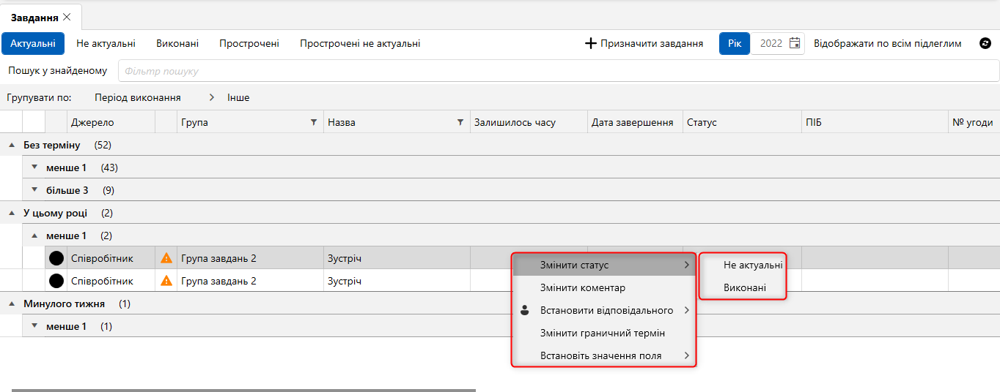 Завдання
Актуальні Не актуальні Виконані Прострочені Прострочені не актуальні Призначити завдання Рік 2022 Відображати по всім підлеглим
Пошук у знайденому Фільтр пошуку
Групувати по: Період виконання > Інше
Джерело Група Назва Залишилось часу Дата завершення Статус ПІБ № угоди
Без терміну (52)
менше 1 (43)
більше 3 (9)
У цьому році (2)
менше 1 (2)
Співробітник Група завдань 2 Зустріч
Співробітник Група завдань 2 Зустріч
Минулого тижня (1)
менше 1 (1)
Змінити статус
Змінити коментар
Встановити відповідального
Змінити граничний термін
Встановіть значення поля
Не актуальні
Виконані